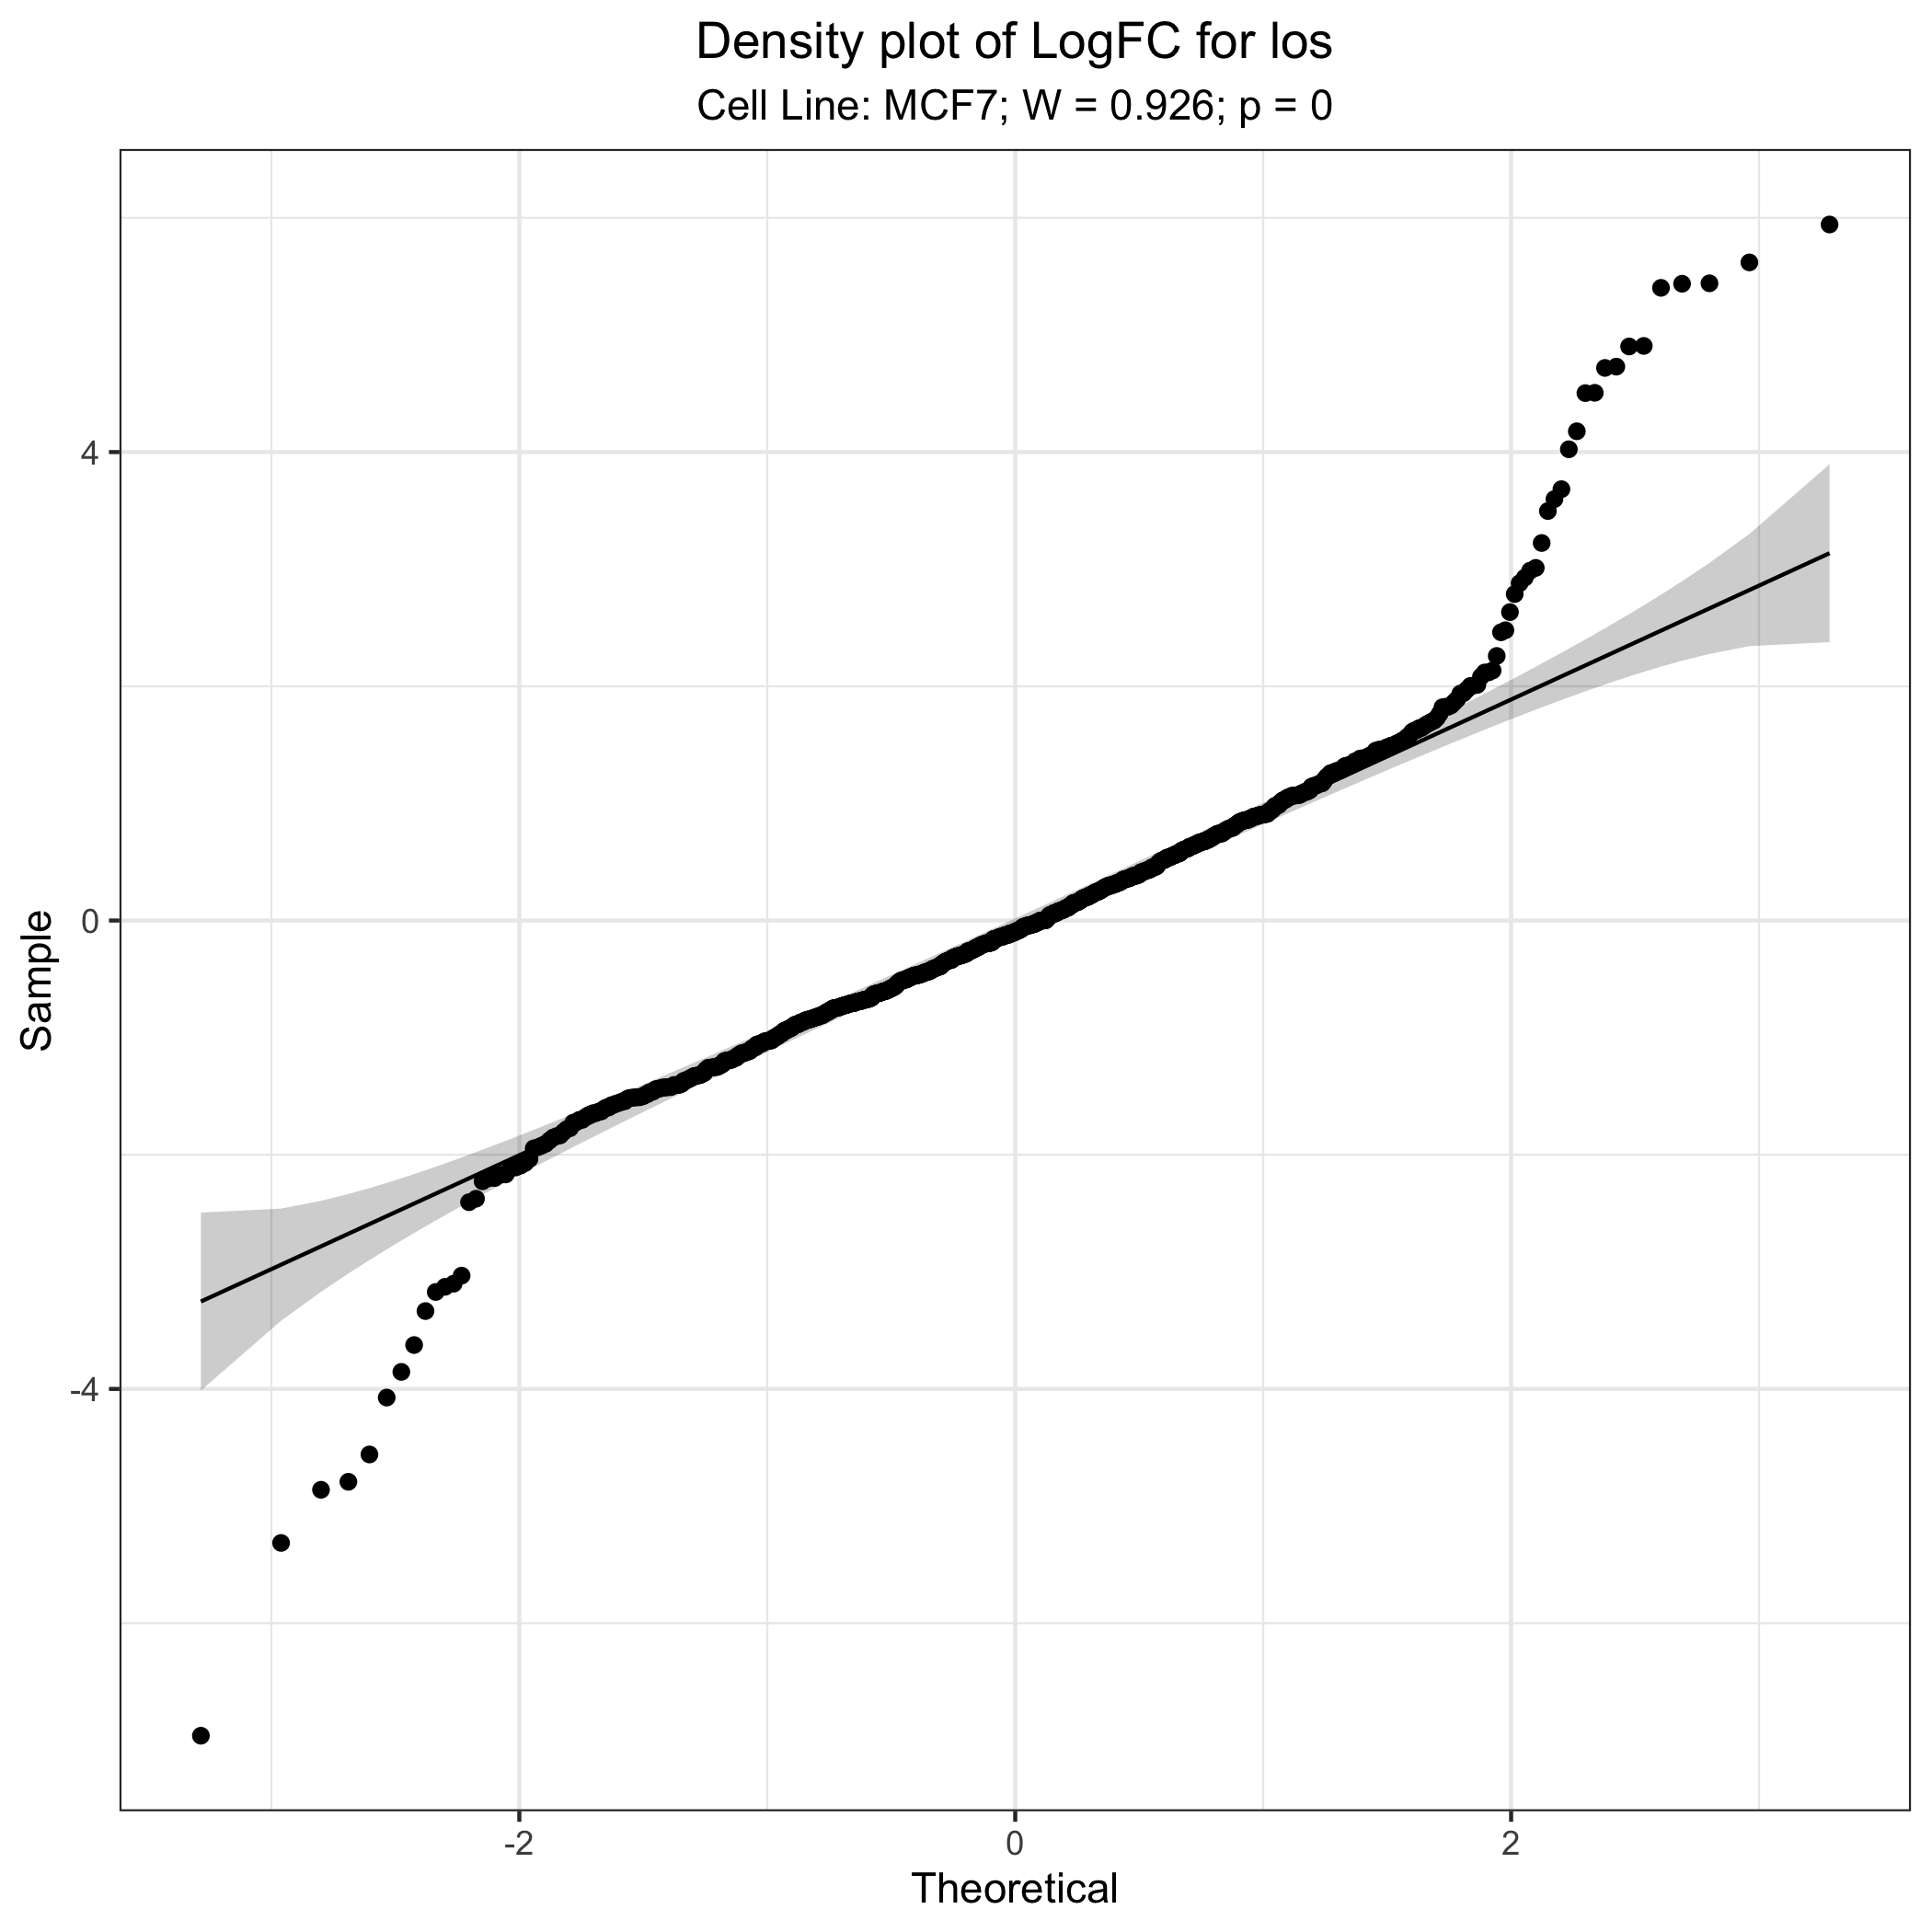 Density plot of LogFC for los
Cell Line: MCF7; W = 0.926; p = 0
4
0
-4
Sample
-2
0
2
Theoretical